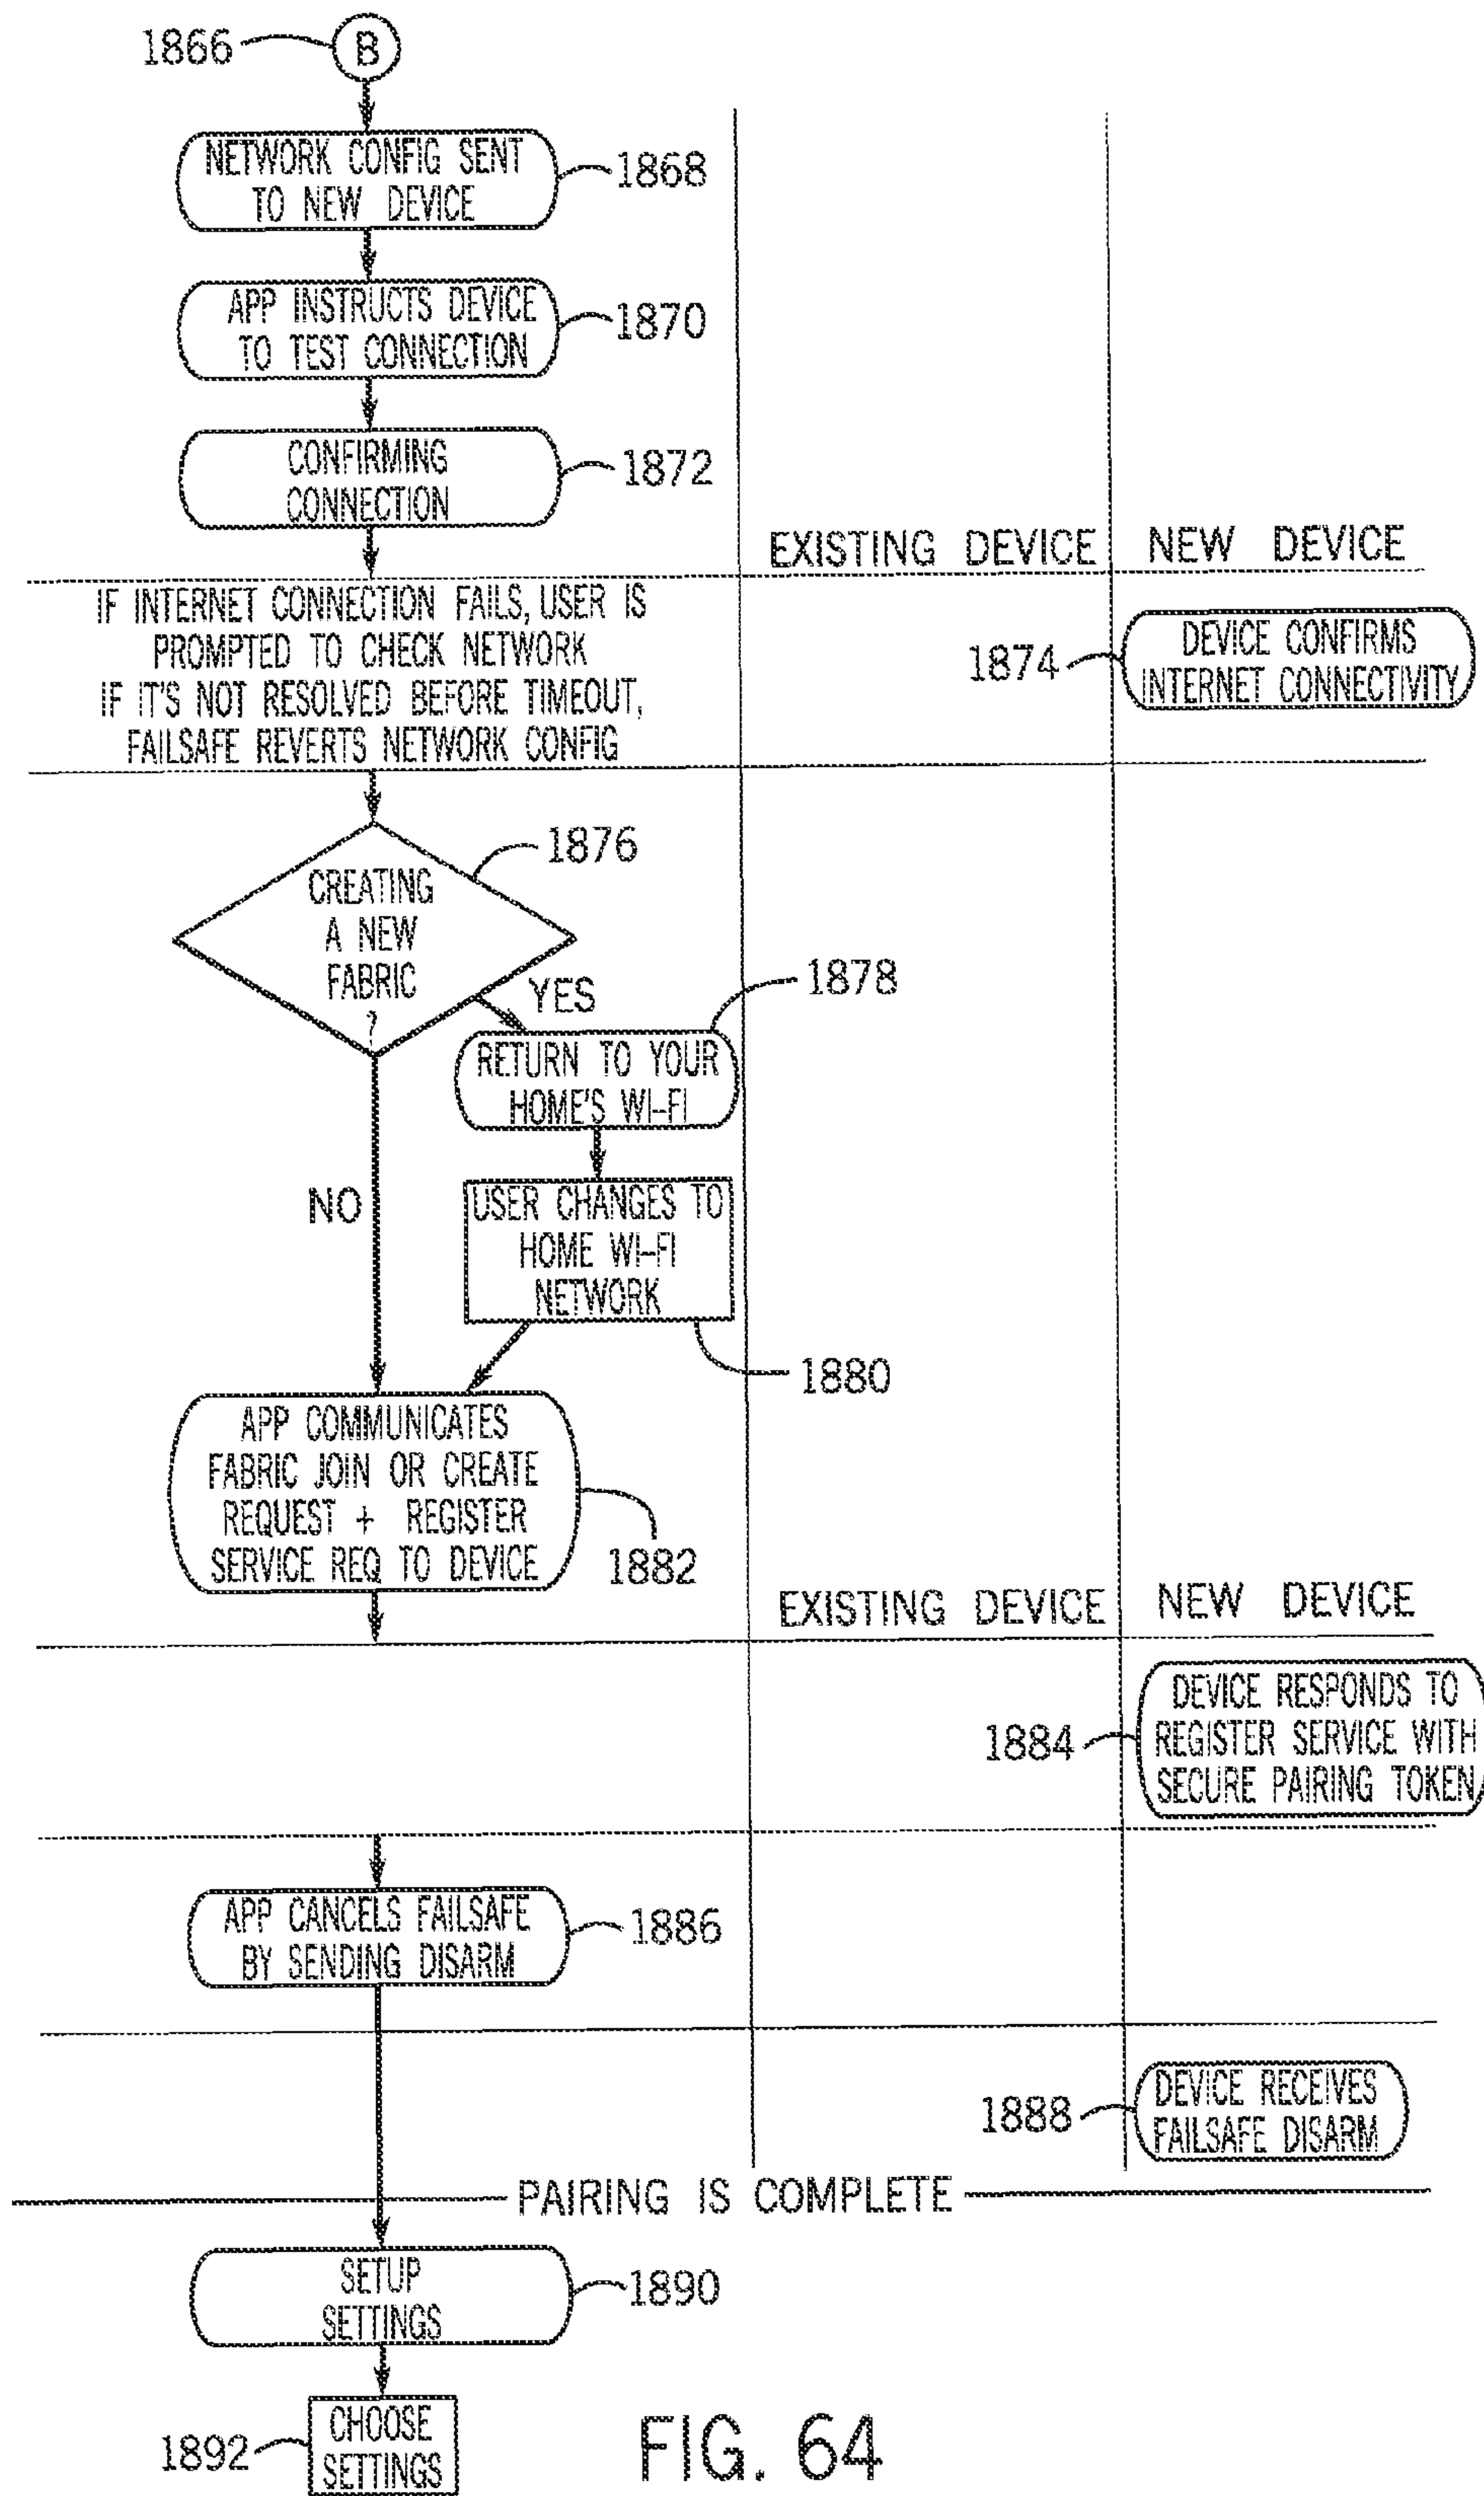 1866
B
NETWORK CONFIG SENT
TO NEW DEVICE
1868
APP INSTRUCTS DEVICE
TO TEST CONNECTION
1870
CONFIRMING
CONNECTION
1872
EXISTING DEVICE
NEW DEVICE
IF INTERNET CONNECTION FAILS, USER IS
PROMPTED TO CHECK NETWORK
IF IT'S NOT RESOLVED BEFORE TIMEOUT,
FAILSAFE REVERTS NETWORK CONFIG
1874
DEVICE CONFIRMS
INTERNET CONNECTIVITY
1876
CREATING
A NEW
FABRIC
?
YES
1878
RETURN TO YOUR
HOME'S WI-FI
NO
USER CHANGES TO
HOME WI-FI
NETWORK
1880
APP COMMUNICATES
FABRIC JOIN OR CREATE
REQUEST + REGISTER
SERVICE REQ TO DEVICE
1882
EXISTING DEVICE
NEW DEVICE
1884
DEVICE RESPONDS TO
REGISTER SERVICE WITH
SECURE PAIRING TOKEN
APP CANCELS FAILSAFE
BY SENDING DISARM
1886
1888
DEVICE RECEIVES
FAILSAFE DISARM
PAIRING IS COMPLETE
SETUP
SETTINGS
1890
1892
CHOOSE
SETTINGS
FIG. 64